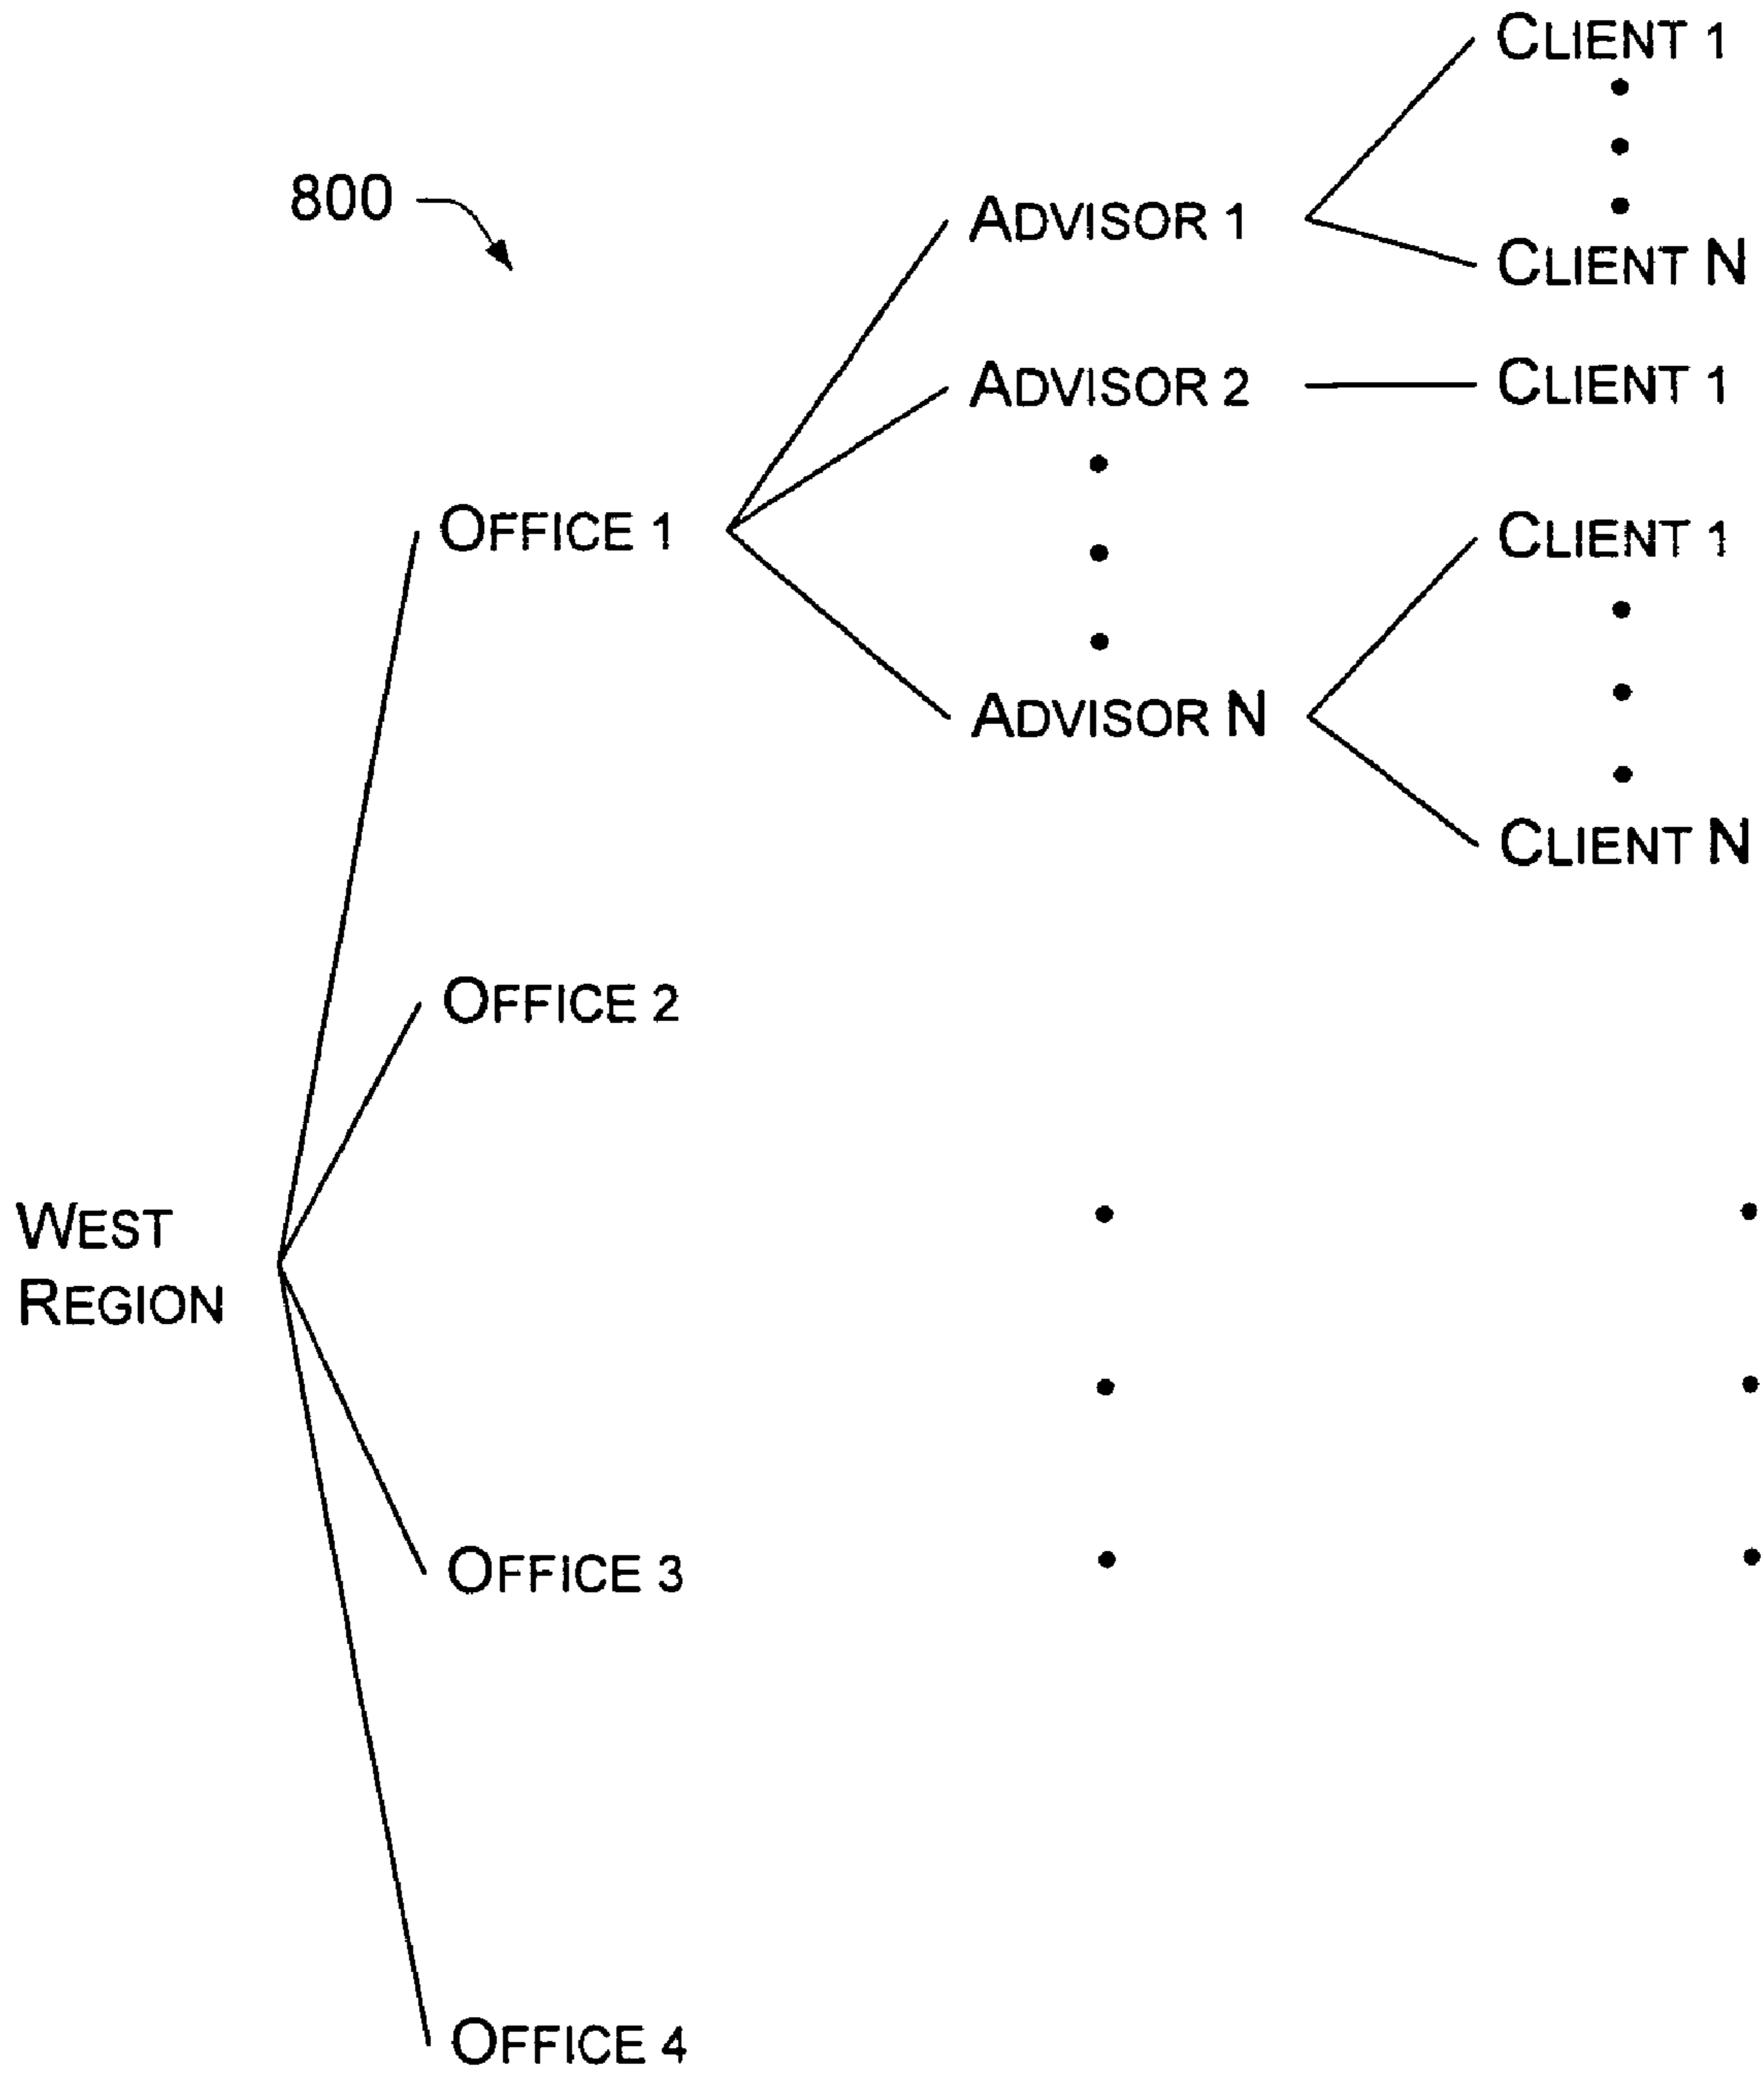 CLIENT 1
800
ADVISOR 1
CLIENT N
ADVISOR 2
CLIENT 1
OFFICE 1
CLIENT 1
ADVISOR N
CLIENT N
OFFICE 2
WEST
REGION
OFFICE 3
OFFICE 4